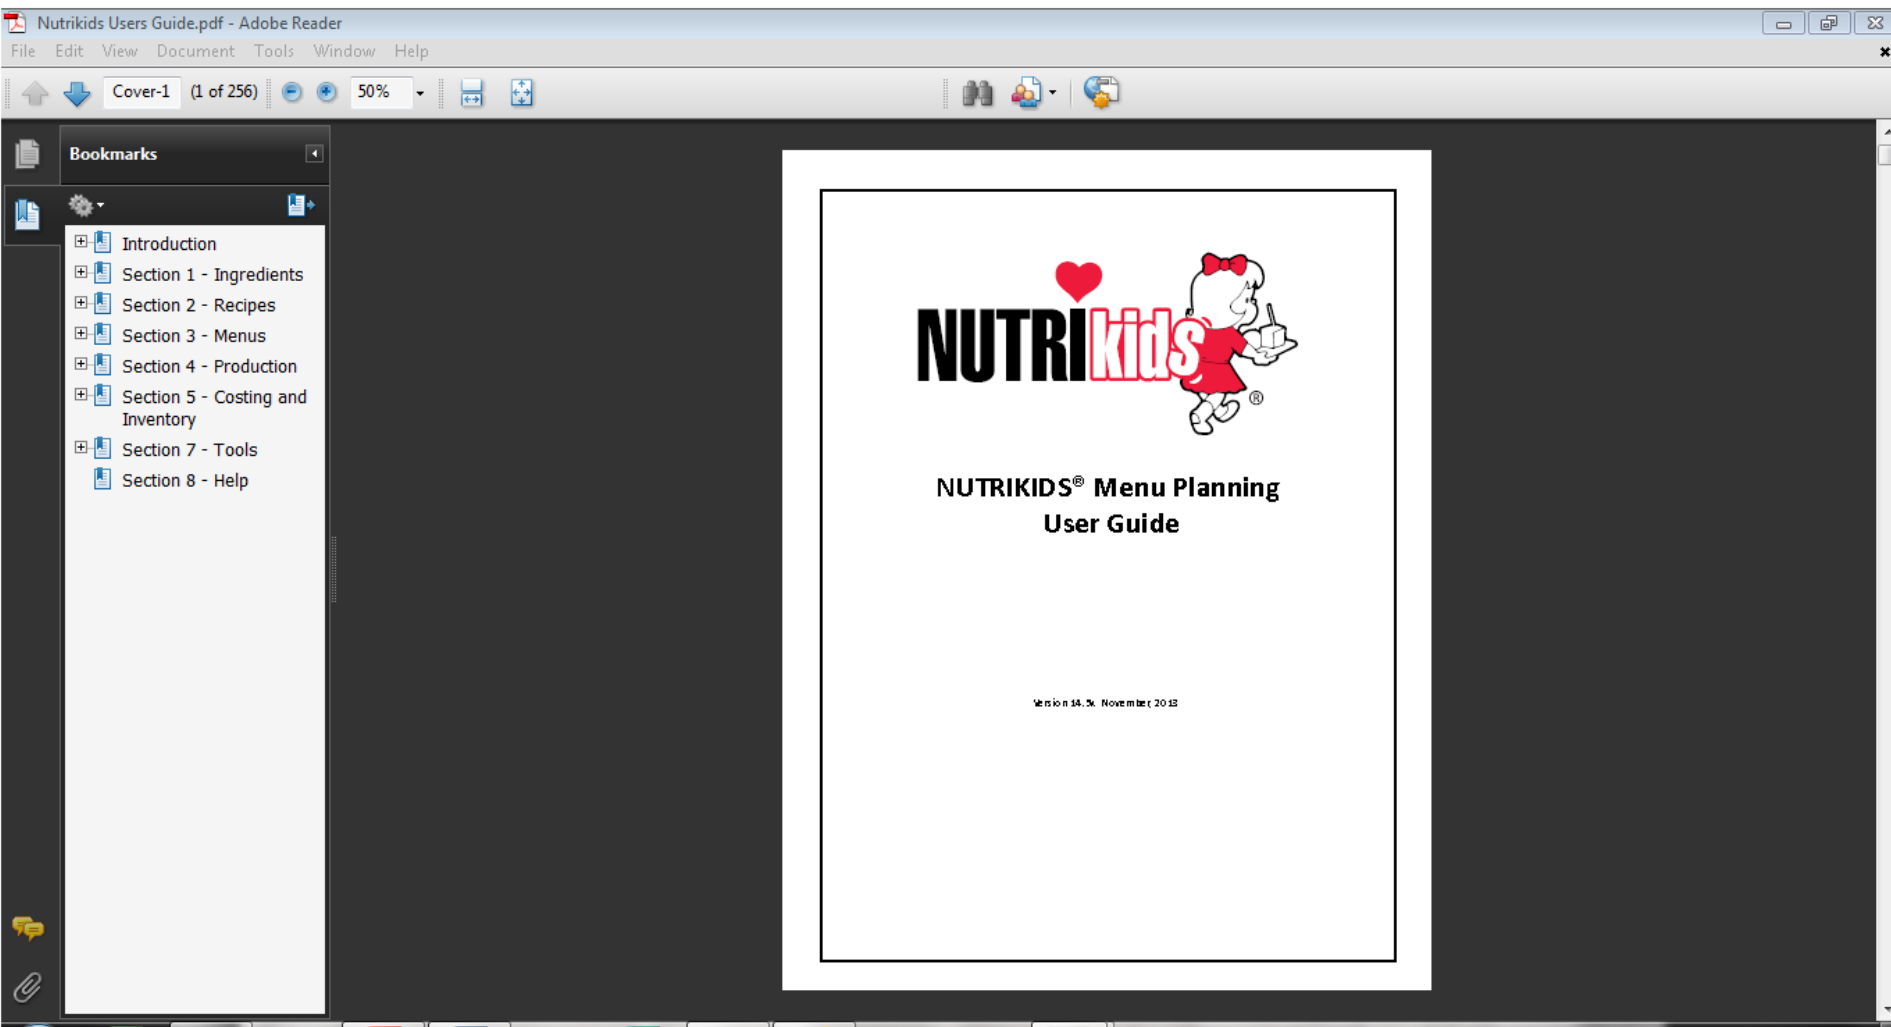 Nutrikids Users Guide.pdf - Adobe Reader
File Edit View Document Tools Window Help
Cover-1 (1 of 256) 50%
Bookmarks
Introduction
Section 1 - Ingredients
Section 2 - Recipes
Section 3 - Menus
Section 4 - Production
Section 5 - Costing and
Inventory
Section 7 - Tools
Section 8 - Help
NUTRikids ®
NUTRIKIDS® Menu Planning
User Guide
Version 14.5v. November, 2013